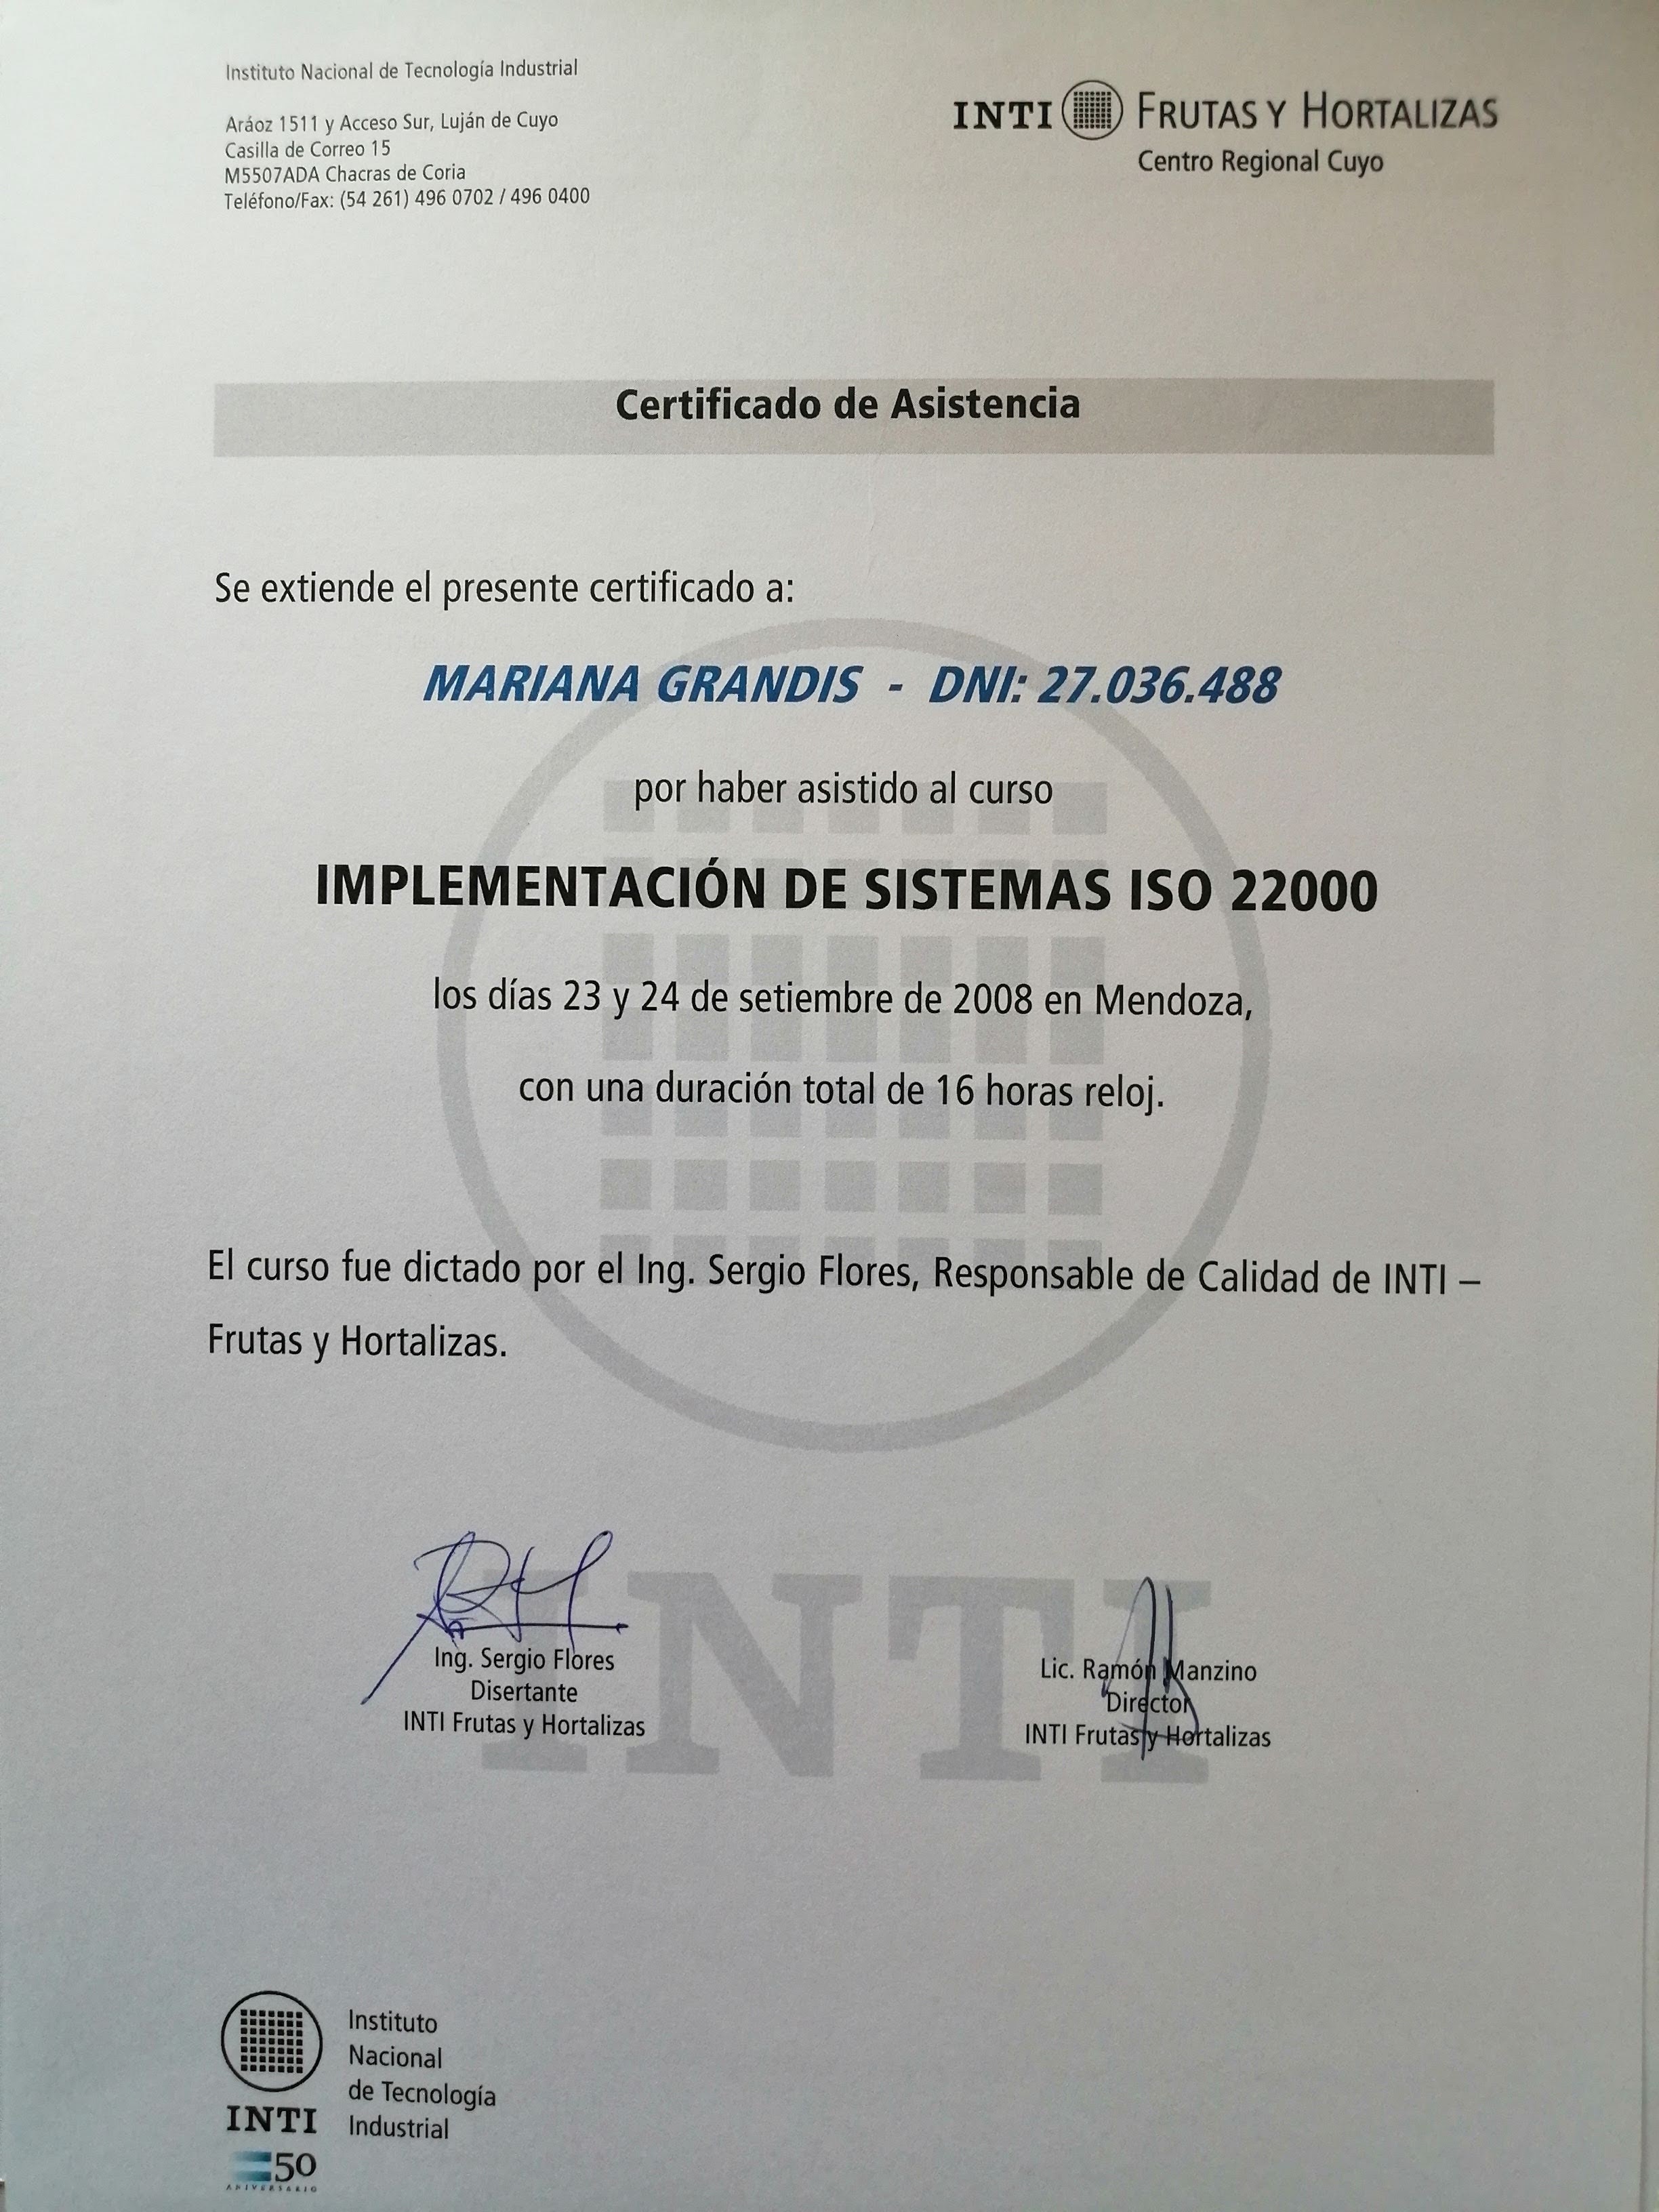 Instituto Nacional de Tecnología Industrial
Aráoz 1511 y Acceso Sur, Luján de Cuyo
Casilla de Correo 15
M5507ADA Chacras de Coria
Teléfono/Fax: (54 261) 496 0702 / 496 0400
INTI FRUTAS Y HORTALIZAS
Centro Regional Cuyo
Certificado de Asistencia
Se extiende el presente certificado a:
MARIANA GRANDIS - DNI: 27.036.488
por haber asistido al curso
IMPLEMENTACIÓN DE SISTEMAS ISO 22000
los días 23 y 24 de setiembre de 2008 en Mendoza,
con una duración total de 16 horas reloj.
El curso fue dictado por el Ing. Sergio Flores, Responsable de Calidad de INTI –
Frutas y Hortalizas.
INTI
Ing. Sergio Flores
Disertante
INTI Frutas y Hortalizas
Lic. Ramón Manzino
Director
INTI Frutas y Hortalizas
INTI
Instituto
Nacional
de Tecnología
Industrial
50
ANIVERSARIO